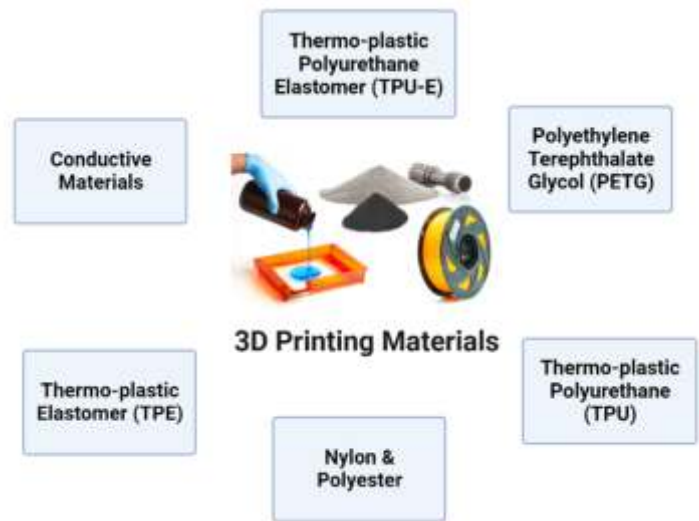 Thermo-plastic
Polyurethane
Elastomer (TPU-E)
Conductive
Materials
Polyethylene
Terephthalate
Glycol (PETG)
3D Printing Materials
Thermo-plastic
Elastomer (TPE)
Thermo-plastic
Polyurethane
(TPU)
Nylon &
Polyester